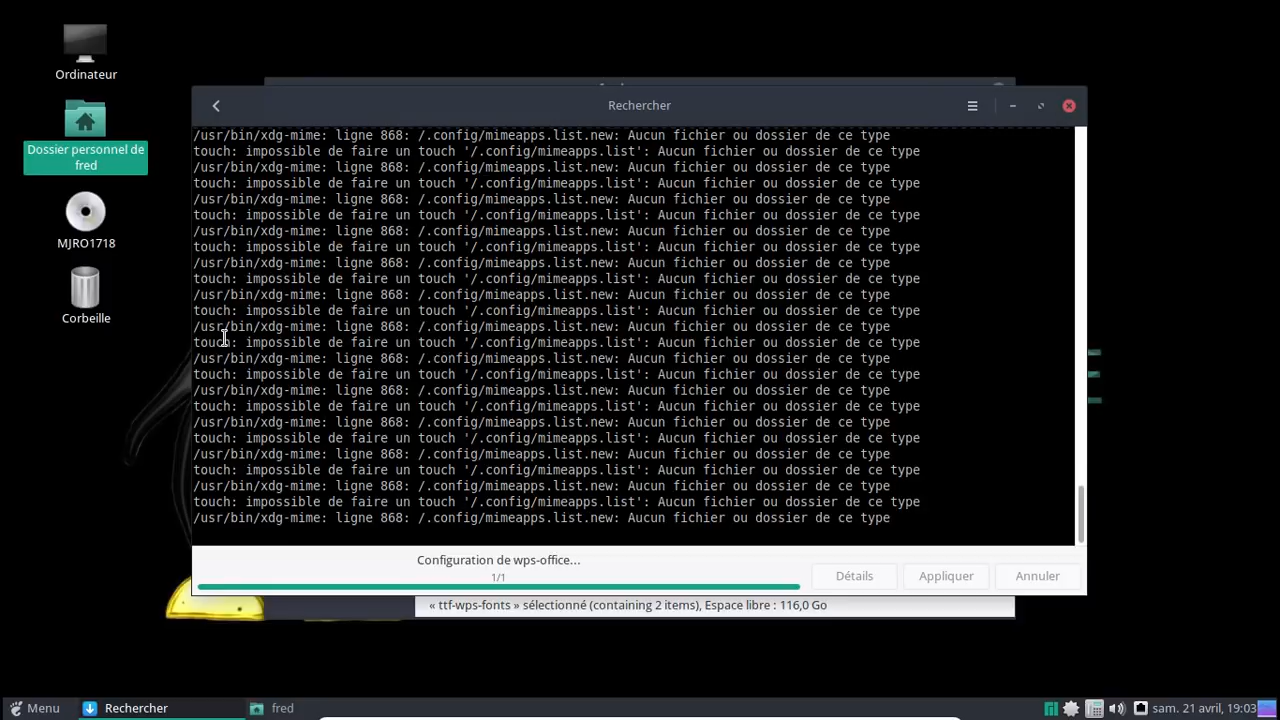 Ordinateur
Dossier personnel de
fred
MJRO1718
Corbeille
Rechercher
/usr/bin/xdg-mime: ligne 868: /.config/mimeapps.list.new: Aucun fichier ou dossier de ce type
touch: impossible de faire un touch '/.config/mimeapps.list': Aucun fichier ou dossier de ce type
/usr/bin/xdg-mime: ligne 868: /.config/mimeapps.list.new: Aucun fichier ou dossier de ce type
touch: impossible de faire un touch '/.config/mimeapps.list': Aucun fichier ou dossier de ce type
/usr/bin/xdg-mime: ligne 868: /.config/mimeapps.list.new: Aucun fichier ou dossier de ce type
touch: impossible de faire un touch '/.config/mimeapps.list': Aucun fichier ou dossier de ce type
/usr/bin/xdg-mime: ligne 868: /.config/mimeapps.list.new: Aucun fichier ou dossier de ce type
touch: impossible de faire un touch '/.config/mimeapps.list': Aucun fichier ou dossier de ce type
/usr/bin/xdg-mime: ligne 868: /.config/mimeapps.list.new: Aucun fichier ou dossier de ce type
touch: impossible de faire un touch '/.config/mimeapps.list': Aucun fichier ou dossier de ce type
/usr/bin/xdg-mime: ligne 868: /.config/mimeapps.list.new: Aucun fichier ou dossier de ce type
touch: impossible de faire un touch '/.config/mimeapps.list': Aucun fichier ou dossier de ce type
/usr/bin/xdg-mime: ligne 868: /.config/mimeapps.list.new: Aucun fichier ou dossier de ce type
touch: impossible de faire un touch '/.config/mimeapps.list': Aucun fichier ou dossier de ce type
/usr/bin/xdg-mime: ligne 868: /.config/mimeapps.list.new: Aucun fichier ou dossier de ce type
touch: impossible de faire un touch '/.config/mimeapps.list': Aucun fichier ou dossier de ce type
/usr/bin/xdg-mime: ligne 868: /.config/mimeapps.list.new: Aucun fichier ou dossier de ce type
touch: impossible de faire un touch '/.config/mimeapps.list': Aucun fichier ou dossier de ce type
/usr/bin/xdg-mime: ligne 868: /.config/mimeapps.list.new: Aucun fichier ou dossier de ce type
touch: impossible de faire un touch '/.config/mimeapps.list': Aucun fichier ou dossier de ce type
/usr/bin/xdg-mime: ligne 868: /.config/mimeapps.list.new: Aucun fichier ou dossier de ce type
touch: impossible de faire un touch '/.config/mimeapps.list': Aucun fichier ou dossier de ce type
/usr/bin/xdg-mime: ligne 868: /.config/mimeapps.list.new: Aucun fichier ou dossier de ce type
touch: impossible de faire un touch '/.config/mimeapps.list': Aucun fichier ou dossier de ce type
/usr/bin/xdg-mime: ligne 868: /.config/mimeapps.list.new: Aucun fichier ou dossier de ce type
Configuration de wps-office...
1/1
Détails
Appliquer
Annuler
« ttf-wps-fonts » sélectionné (containing 2 items), Espace libre : 116,0 Go
Menu
Rechercher
fred
sam. 21 avril, 19:03